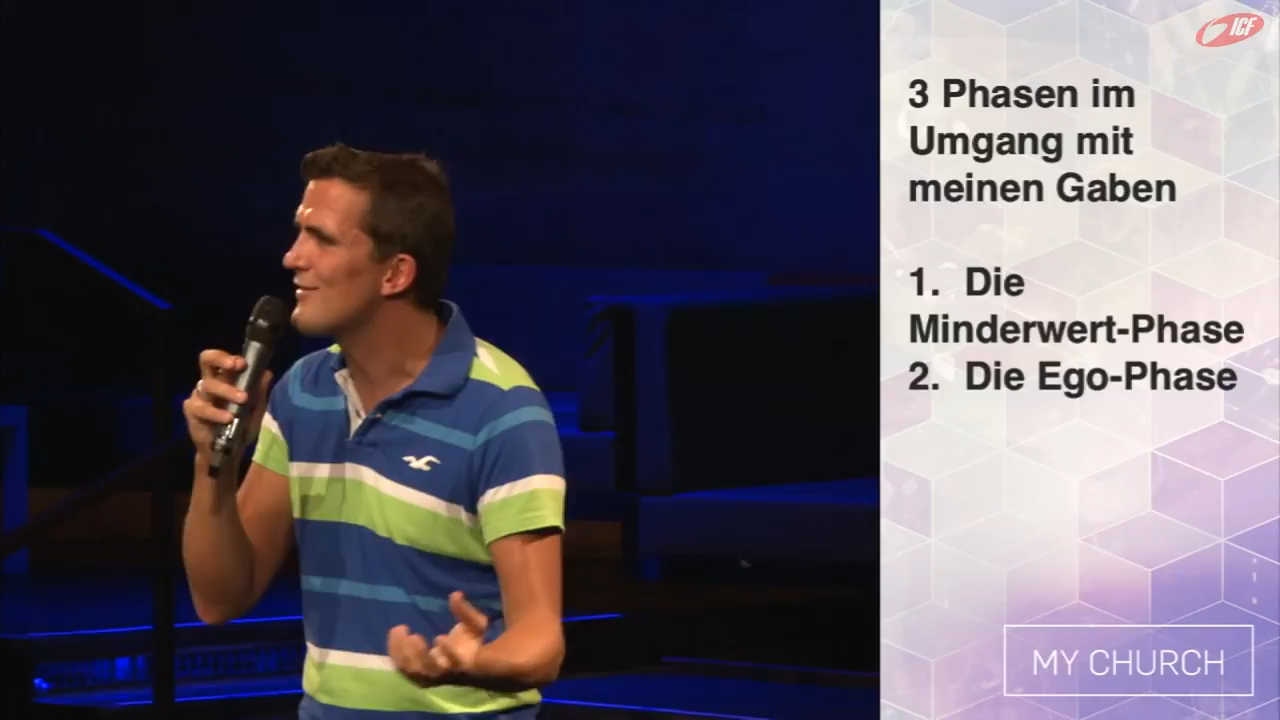 ICF
3 Phasen im
Umgang mit
meinen Gaben
1. Die
Minderwert-Phase
2. Die Ego-Phase
MY CHURCH